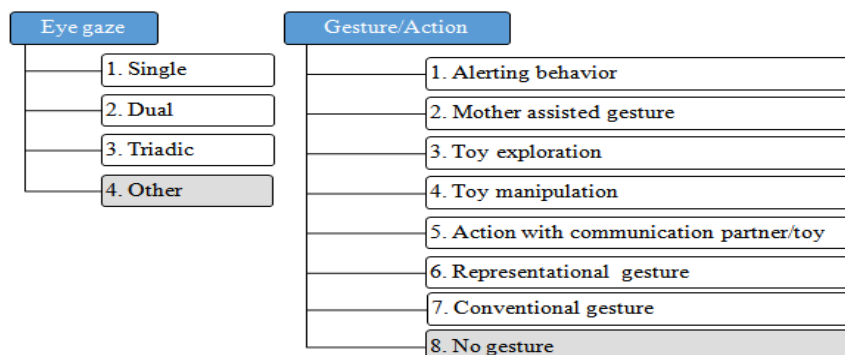 Eye gaze
1. Single
2. Dual
3. Triadic
4. Other
Gesture/Action
1. Alerting behavior
2. Mother assisted gesture
3. Toy exploration
4. Toy manipulation
5. Action with communication partner/toy
6. Representational gesture
7. Conventional gesture
8. No gesture